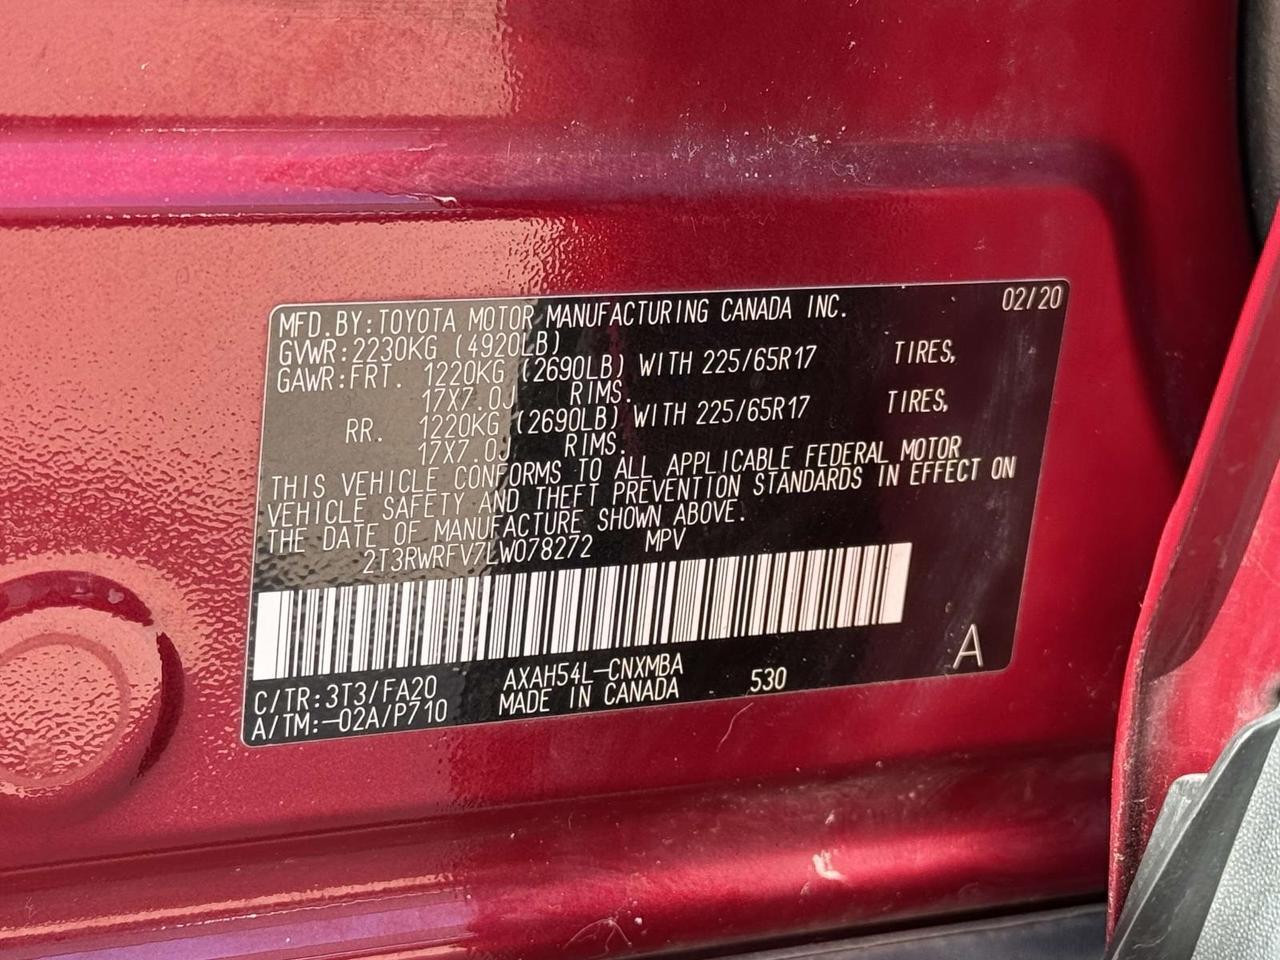 02/20
MFD.BY:TOYOTA MOTOR MANUFACTURING CANADA INC.
GVWR:2230KG (4920LB)
GAWR:FRT. 1220KG (2690LB) WITH 225/65R17 TIRES,
17X7.0J RIMS.
RR. 1220KG (2690LB) WITH 225/65R17 TIRES,
17X7.0J RIMS.
THIS VEHICLE CONFORMS TO ALL APPLICABLE FEDERAL MOTOR
VEHICLE SAFETY AND THEFT PREVENTION STANDARDS IN EFFECT ON
THE DATE OF MANUFACTURE SHOWN ABOVE.
2T3RWRFV7LW078272 MPV
C/TR:3T3/FA20 AXAH54L-CNXMBA 530 A
A/TM:-02A/P710 MADE IN CANADA